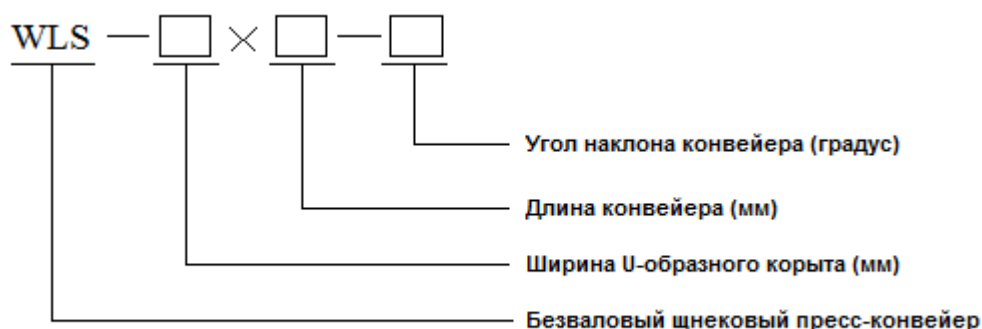 WLS — □ × □ — □
Угол наклона конвейера (градус)
Длина конвейера (мм)
Ширина U-образного корыта (мм)
Безваловый щнековый пресс-конвейер